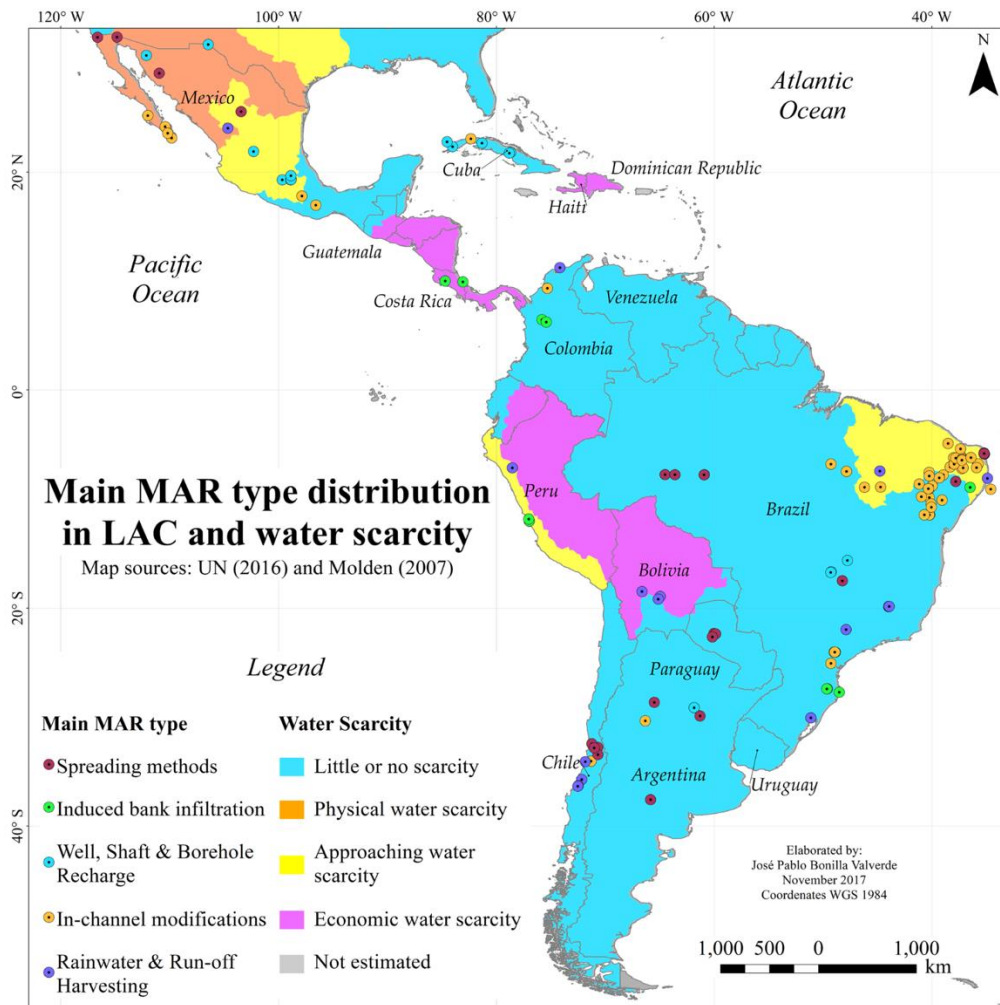 120° W
100° W
80° W
60° W
40° W
N
Atlantic
Ocean
Mexico
20° N
Cuba
Dominican Republic
Haiti
Guatemala
Pacific
Ocean
Costa Rica
Venezuela
Colombia
0°
Main MAR type distribution
in LAC and water scarcity
Map sources: UN (2016) and Molden (2007)
Peru
Brazil
Bolivia
20° S
Paraguay
Chile
Argentina
Uruguay
40° S
Legend
Main MAR type
Spreading methods
Induced bank infiltration
Well, Shaft & Borehole
Recharge
In-channel modifications
Rainwater & Run-off
Harvesting
Water Scarcity
Little or no scarcity
Physical water scarcity
Approaching water
scarcity
Economic water scarcity
Not estimated
Elaborated by:
José Pablo Bonilla Valverde
November 2017
Coordenates WGS 1984
1,000 500 0 1,000
km